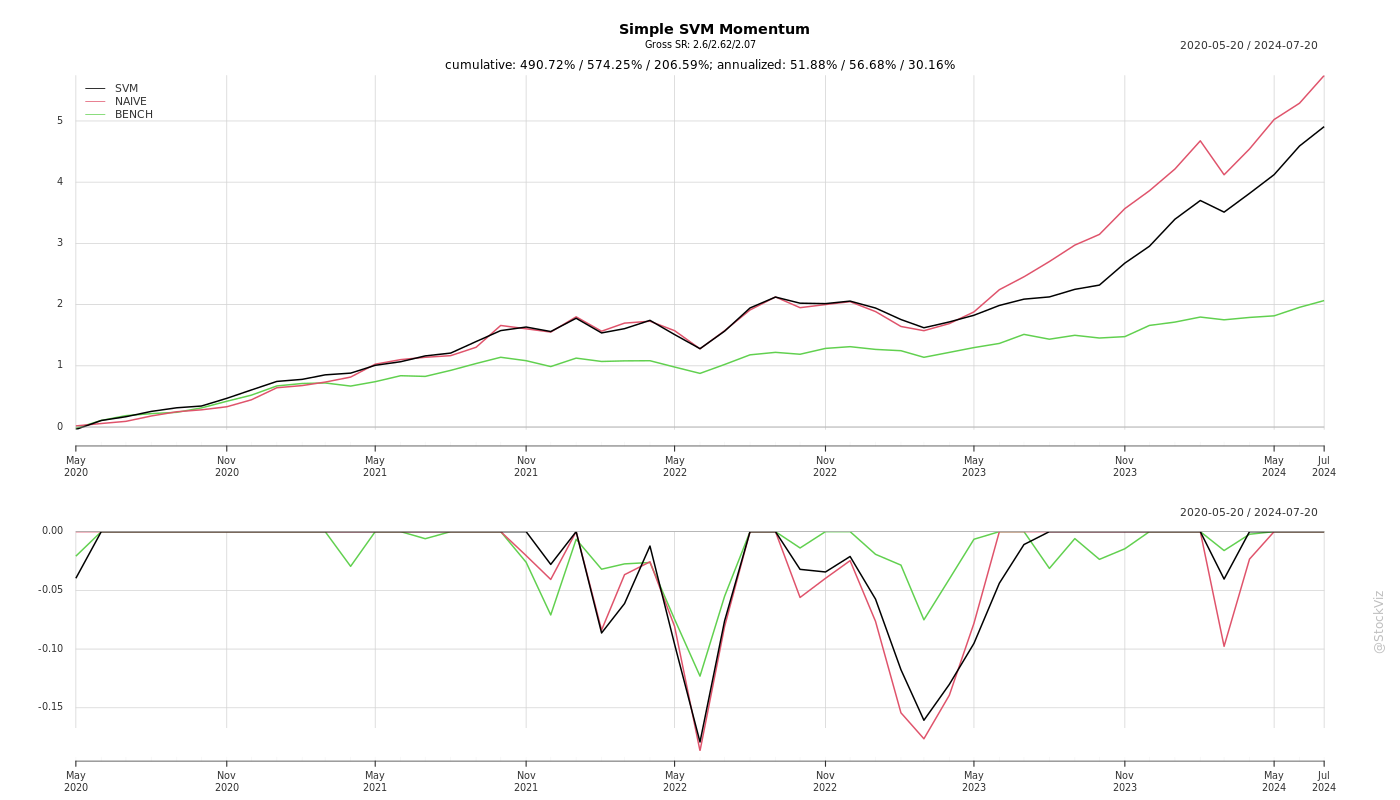 Simple SVM Momentum
Gross SR: 2.6/2.62/2.07
2020-05-20 / 2024-07-20
cumulative: 490.72% / 574.25% / 206.59%; annualized: 51.88% / 56.68% / 30.16%
SVM
NAIVE
BENCH
5
4
3
2
1
0
May Nov May Nov May Nov May Nov May Jul
2020 2020 2021 2021 2022 2022 2023 2023 2024 2024
2020-05-20 / 2024-07-20
0.00
-0.05
-0.10
-0.15
May Nov May Nov May Nov May Nov May Jul
2020 2020 2021 2021 2022 2022 2023 2023 2024 2024
@StockViz